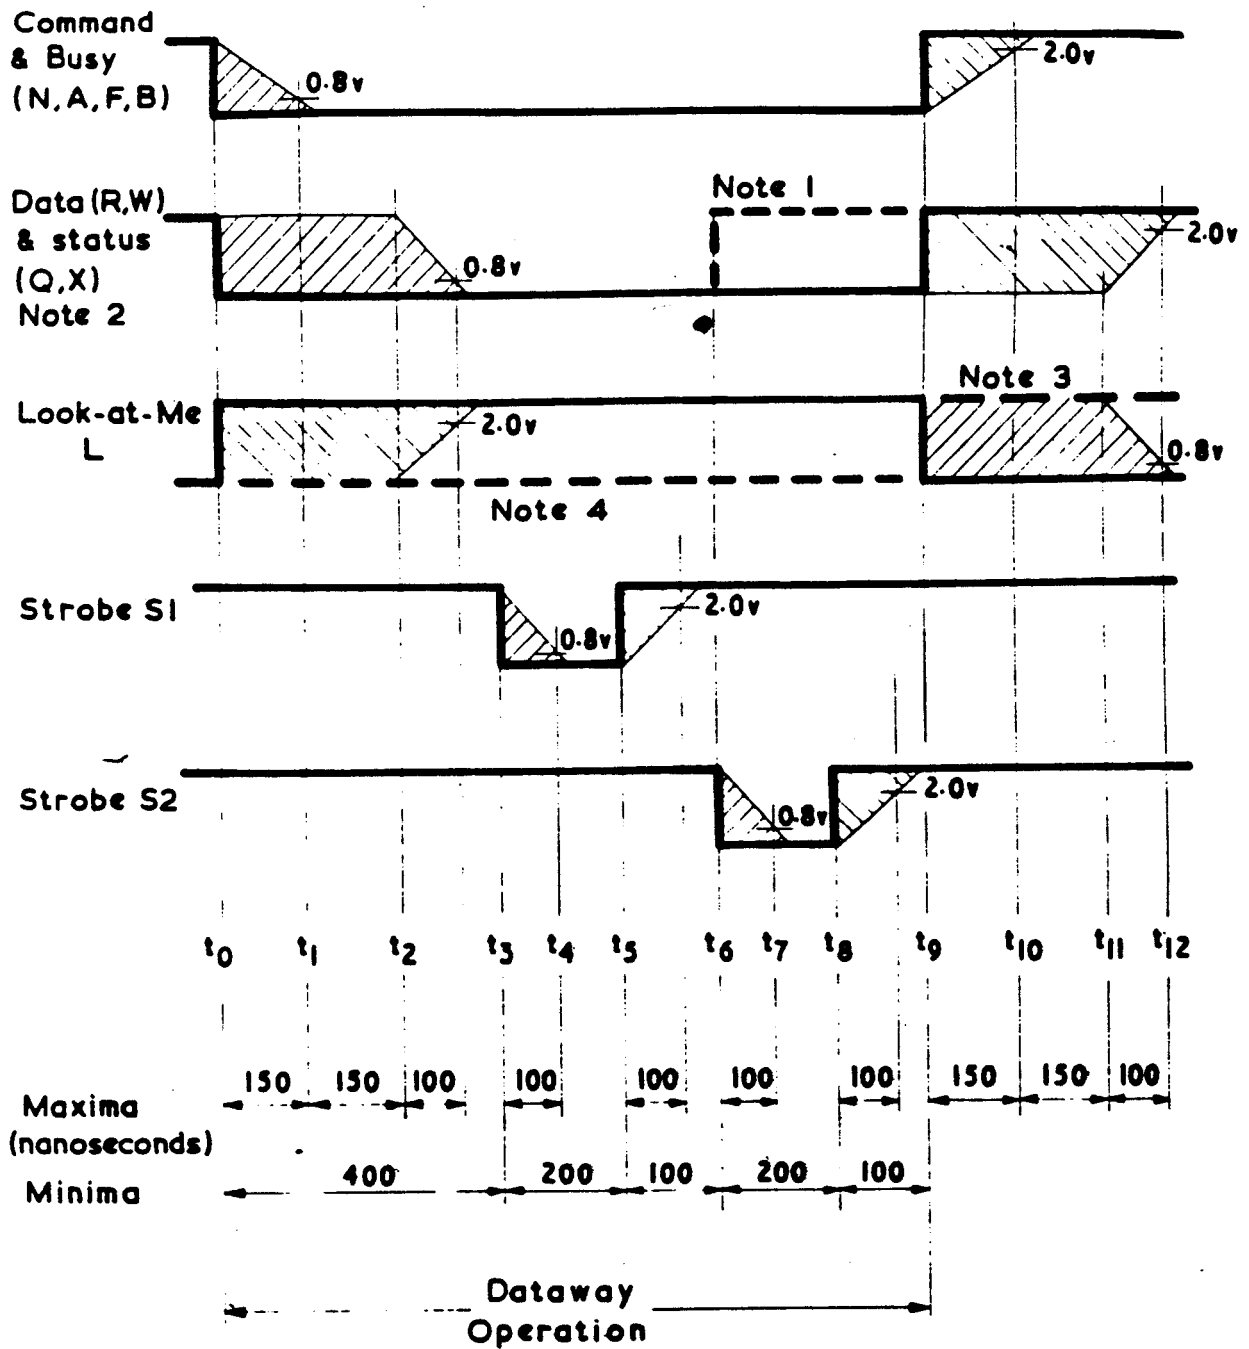 Command
& Busy
(N,A,F,B)
0.8v
2.0v
Data (R,W)
& status
(Q,X)
Note 2
Note 1
0.8v
2.0v
Look-at-Me
L
2.0v
Note 3
0.8v
Note 4
Strobe S1
0.8v
2.0v
Strobe S2
0.8v
2.0v
t0 t1 t2 t3 t4 t5 t6 t7 t8 t9 t10 t11 t12
150 150 100 100 100 100 100 150 150 100
Maxima
(nanoseconds)
400 200 100 200 100
Minima
Dataway
Operation